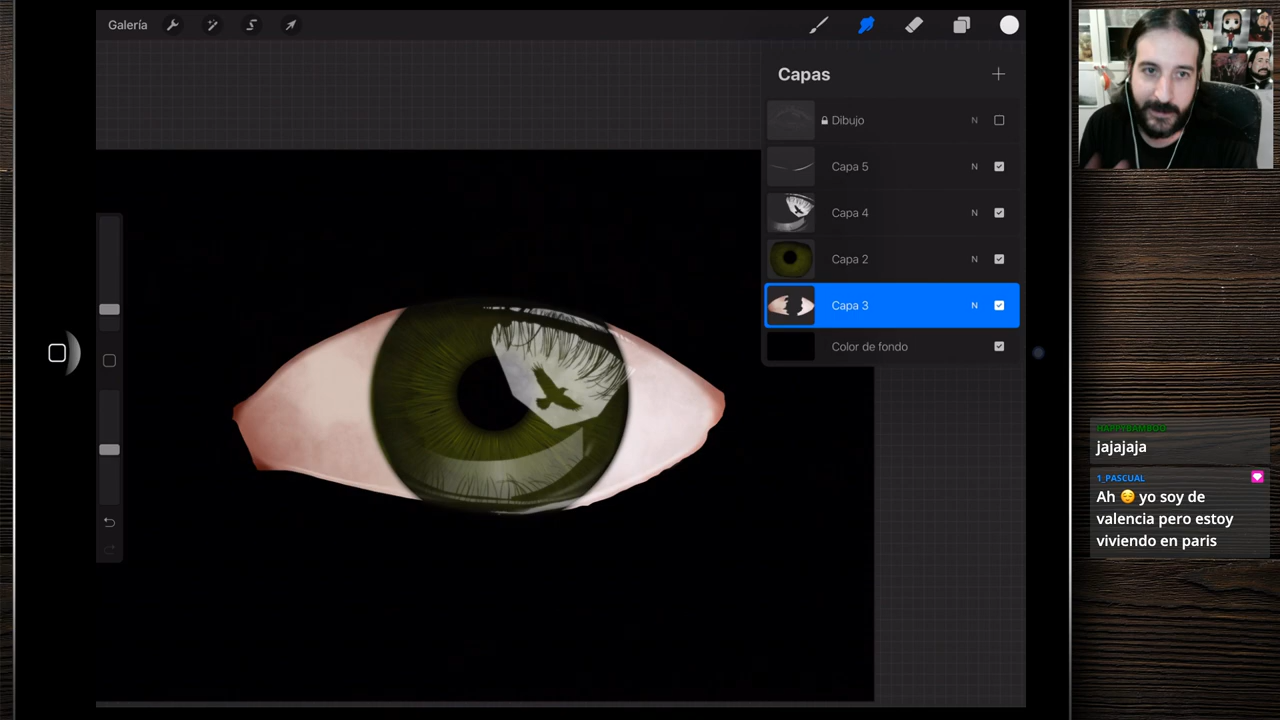 Galería
Capas
Dibujo
N
Capa 5
N
Capa 4
N
Capa 2
N
Capa 3
N
Color de fondo
HAPPYBAMBOO
jajajaja
1_PASCUAL
Ah 😌 yo soy de
valencia pero estoy
viviendo en paris